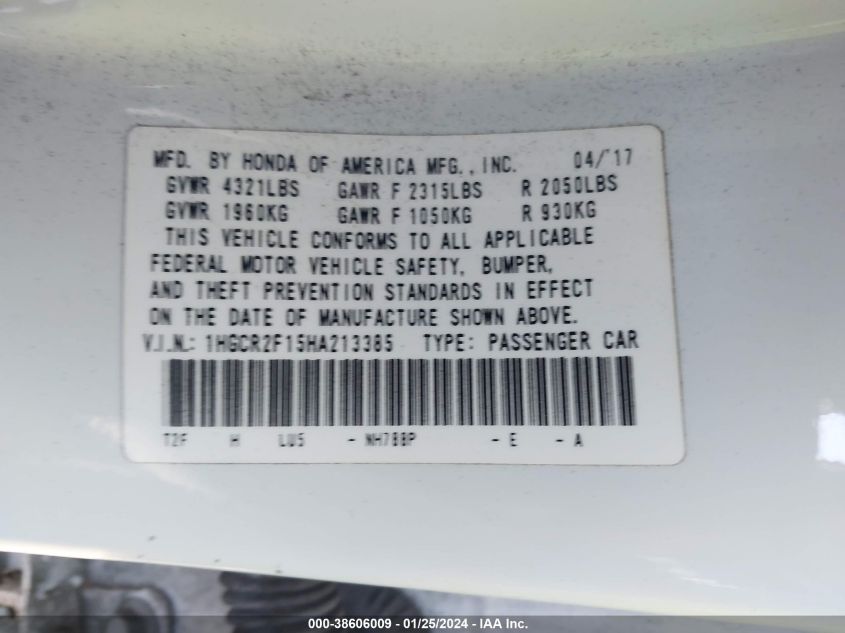 MFD. BY HONDA OF AMERICA MFG., INC. 04/17
GVWR 4321LBS GAWR F 2315LBS R 2050LBS
GVWR 1960KG GAWR F 1050KG R 930KG
THIS VEHICLE CONFORMS TO ALL APPLICABLE
FEDERAL MOTOR VEHICLE SAFETY, BUMPER,
AND THEFT PREVENTION STANDARDS IN EFFECT
ON THE DATE OF MANUFACTURE SHOWN ABOVE.
V.I.N.: 1HGCR2F15HA213385 TYPE: PASSENGER CAR
T2F H LU5 - NH788P - E - A
000-38606009 - 01/25/2024 - IAA Inc.